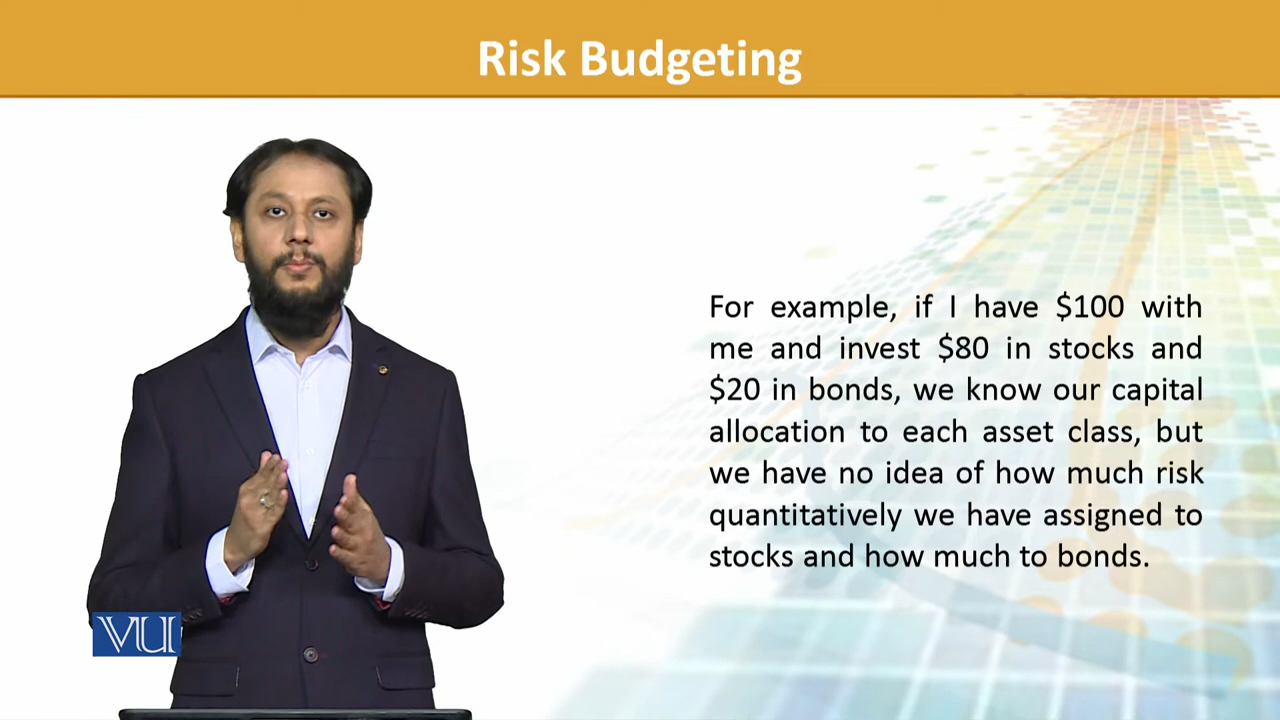 Risk Budgeting
For example, if I have $100 with
me and invest $80 in stocks and
$20 in bonds, we know our capital
allocation to each asset class, but
we have no idea of how much risk
quantitatively we have assigned to
stocks and how much to bonds.
VU